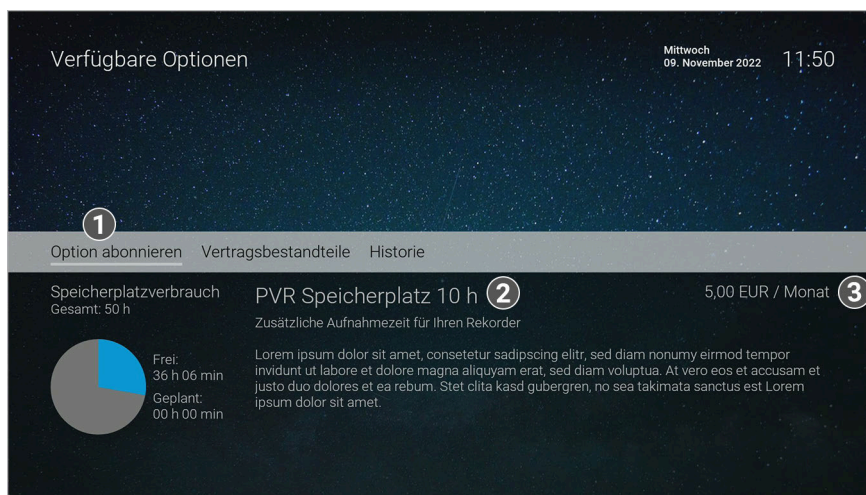 Verfügbare Optionen
Mittwoch
09. November 2022
11:50
1
Option abonnieren Vertragsbestandteile Historie
Speicherplatzverbrauch
Gesamt: 50 h
Frei:
36 h 06 min
Geplant:
00 h 00 min
PVR Speicherplatz 10 h 2
Zusätzliche Aufnahmezeit für Ihren Rekorder
5,00 EUR / Monat 3
Lorem ipsum dolor sit amet, consetetur sadipscing elitr, sed diam nonumy eirmod tempor
invidunt ut labore et dolore magna aliquyam erat, sed diam voluptua. At vero eos et accusam et
justo duo dolores et ea rebum. Stet clita kasd gubergren, no sea takimata sanctus est Lorem
ipsum dolor sit amet.